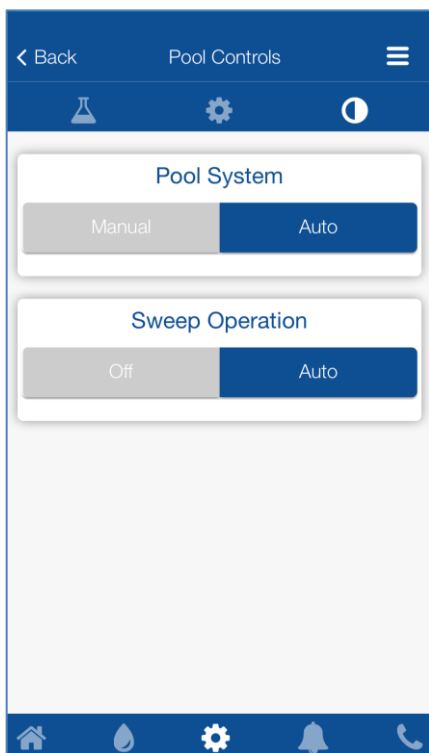 Back Pool Controls
Pool System
Manual Auto
Sweep Operation
Off Auto